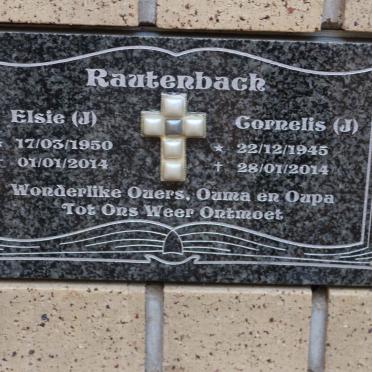 Rautenbach
Elsie (J) Cornelis (J)
★ 17/03/1950 ★ 22/12/1945
✝ 01/01/2014 ✝ 28/01/2014
Wonderlike Ouers, Ouma en Oupa
Tot Ons Weer Ontmoet